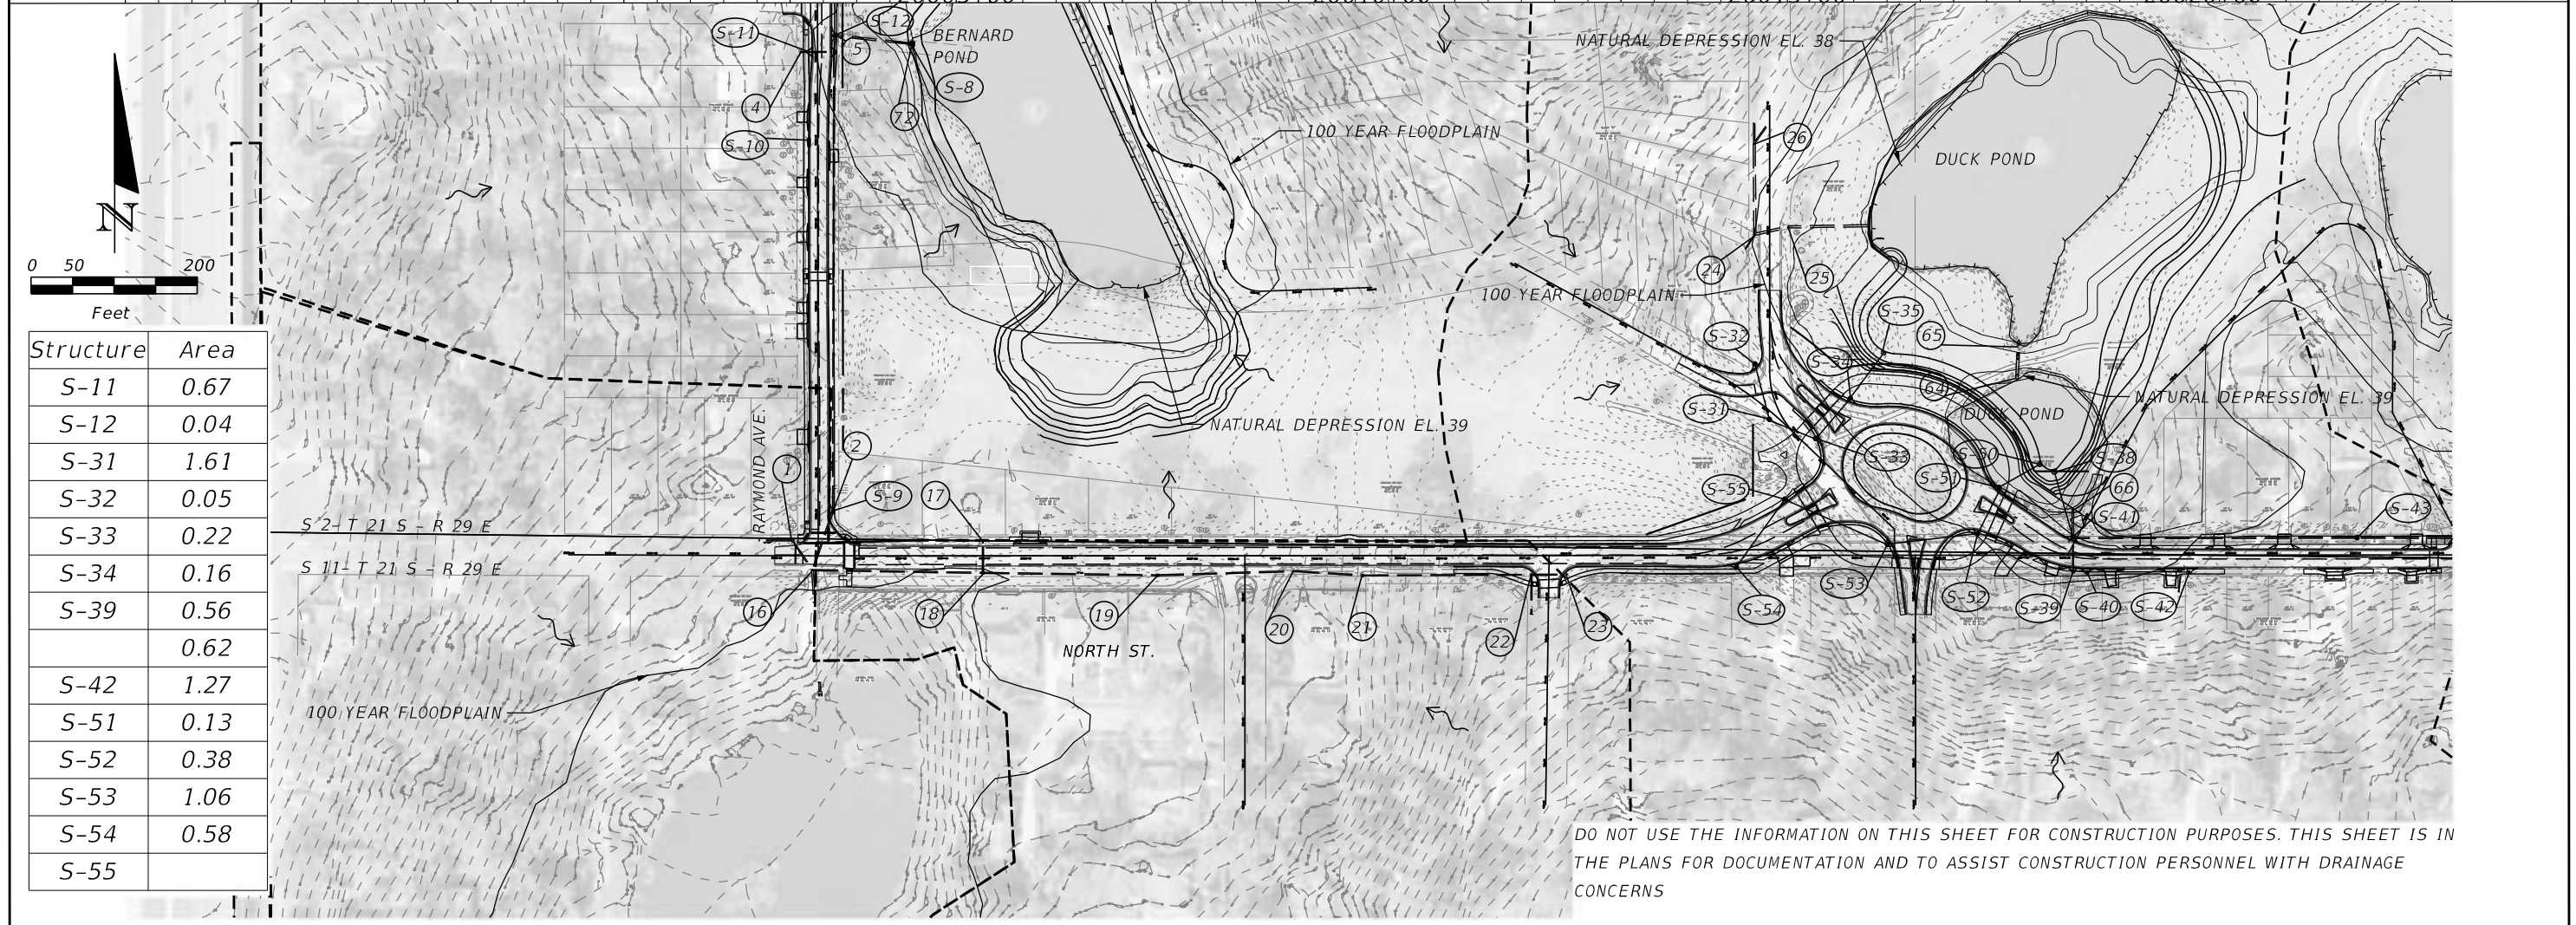 S-11
S-12
5
BERNARD
POND
S-8
4
72
S-10
100 YEAR FLOODPLAIN
NATURAL DEPRESSION EL. 38
26
DUCK POND
N
0 50 200
Feet
24
25
100 YEAR FLOODPLAIN
S-35
65
S-32
S-34
64
S-31
DUCK POND
NATURAL DEPRESSION EL. 39
NATURAL DEPRESSION EL. 39
RAYMOND AVE.
1
2
S-9
17
S-33
S-50
S-51
S-38
S-55
66
S-41
S-43
S 2- T 21 S - R 29 E
S 11- T 21 S - R 29 E
16
18
19
20
21
22
23
S-54
S-53
S-52
S-39
S-40
S-42
NORTH ST.
100 YEAR FLOODPLAIN
Structure Area
S-11 0.67
S-12 0.04
S-31 1.61
S-32 0.05
S-33 0.22
S-34 0.16
S-39 0.56
0.62
S-42 1.27
S-51 0.13
S-52 0.38
S-53 1.06
S-54 0.58
S-55
DO NOT USE THE INFORMATION ON THIS SHEET FOR CONSTRUCTION PURPOSES. THIS SHEET IS IN
THE PLANS FOR DOCUMENTATION AND TO ASSIST CONSTRUCTION PERSONNEL WITH DRAINAGE
CONCERNS